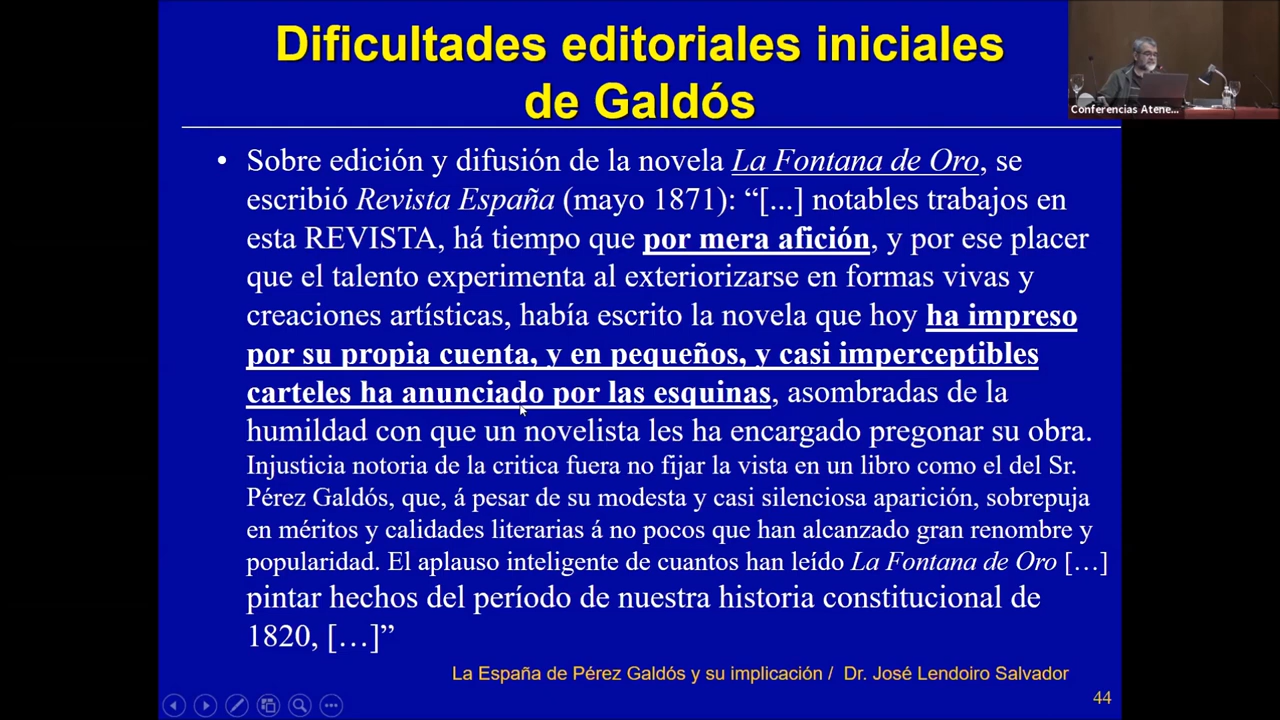 Dificultades editoriales iniciales
de Galdós
Conferencias Atene...
• Sobre edición y difusión de la novela La Fontana de Oro, se
escribió Revista España (mayo 1871): “[...] notables trabajos en
esta REVISTA, há tiempo que por mera afición, y por ese placer
que el talento experimenta al exteriorizarse en formas vivas y
creaciones artísticas, había escrito la novela que hoy ha impreso
por su propia cuenta, y en pequeños, y casi imperceptibles
carteles ha anunciado por las esquinas, asombradas de la
humildad con que un novelista les ha encargado pregonar su obra.
Injusticia notoria de la critica fuera no fijar la vista en un libro como el del Sr.
Pérez Galdós, que, á pesar de su modesta y casi silenciosa aparición, sobrepuja
en méritos y calidades literarias á no pocos que han alcanzado gran renombre y
popularidad. El aplauso inteligente de cuantos han leído La Fontana de Oro […]
pintar hechos del período de nuestra historia constitucional de
1820, […]”
La España de Pérez Galdós y su implicación / Dr. José Lendoiro Salvador
44